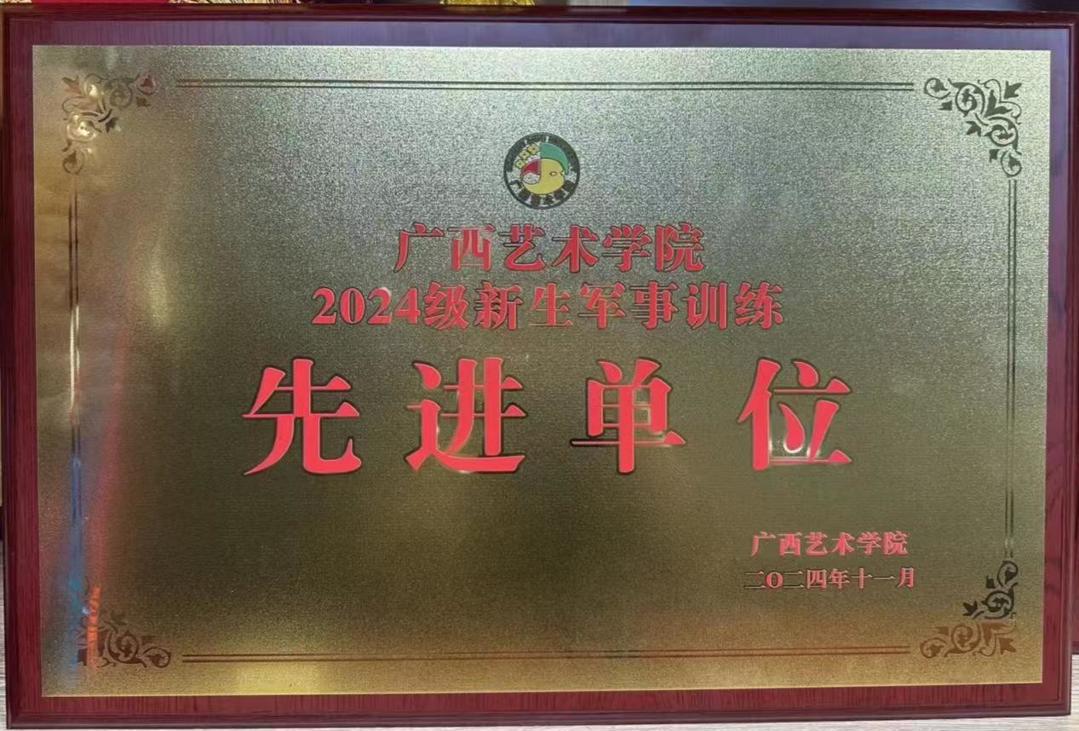 广西艺术学院
2024级新生军事训练
先进单位
广西艺术学院
二O二四年十一月